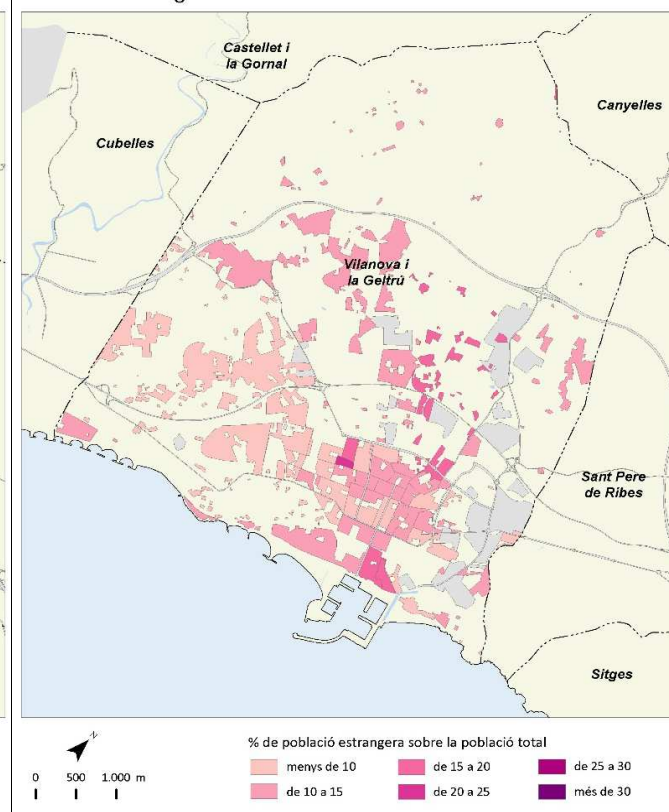 Castellet i
la Gornal
Canyelles
Cubelles
Vilanova i
la Geltrú
Sant Pere
de Ribes
Sitges
N
0 500 1.000 m
% de població estrangera sobre la població total
menys de 10
de 15 a 20
de 25 a 30
de 10 a 15
de 20 a 25
més de 30